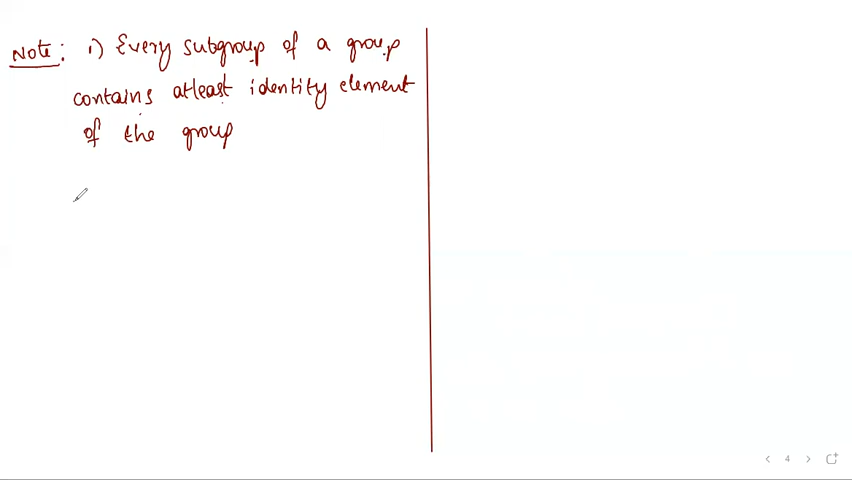 Note: 1) Every subgroup of a group
contains atleast identity element
of the group
4